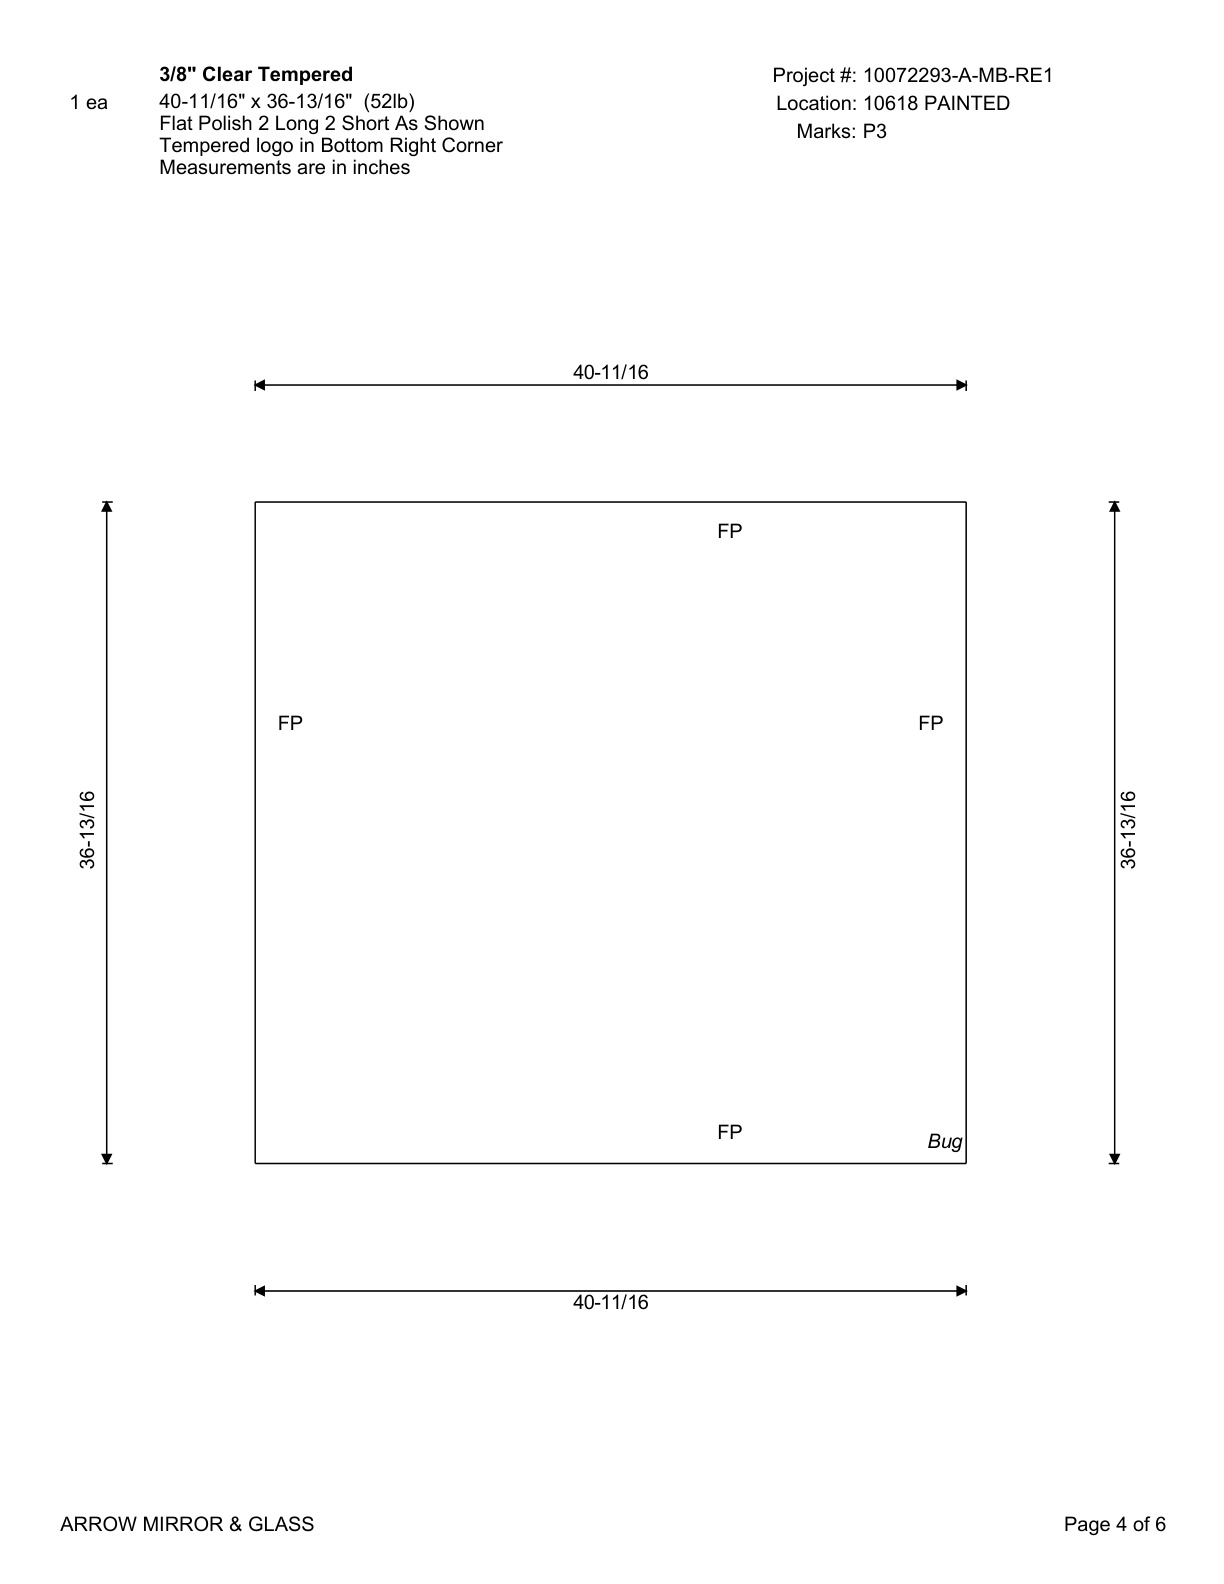 3/8" Clear Tempered
1 ea
40-11/16" x 36-13/16"  (52lb)
Flat Polish 2 Long 2 Short As Shown
Tempered logo in Bottom Right Corner
Measurements are in inches
Project #: 10072293-A-MB-RE1
Location: 10618 PAINTED
Marks: P3
40-11/16
FP
FP
FP
36-13/16
36-13/16
FP
Bug
40-11/16
ARROW MIRROR & GLASS
Page 4 of 6